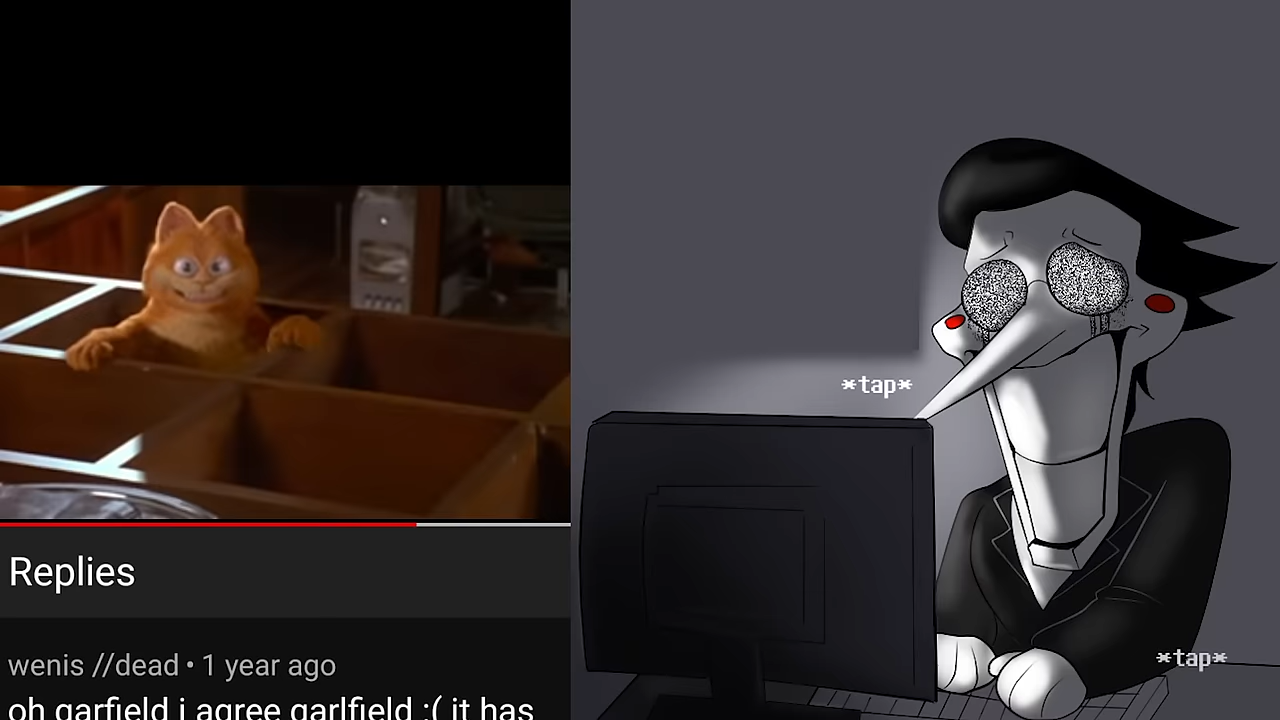 Replies
wenis //dead • 1 year ago
oh garfield i agree garlfield :( it has
*tap*
*tap*